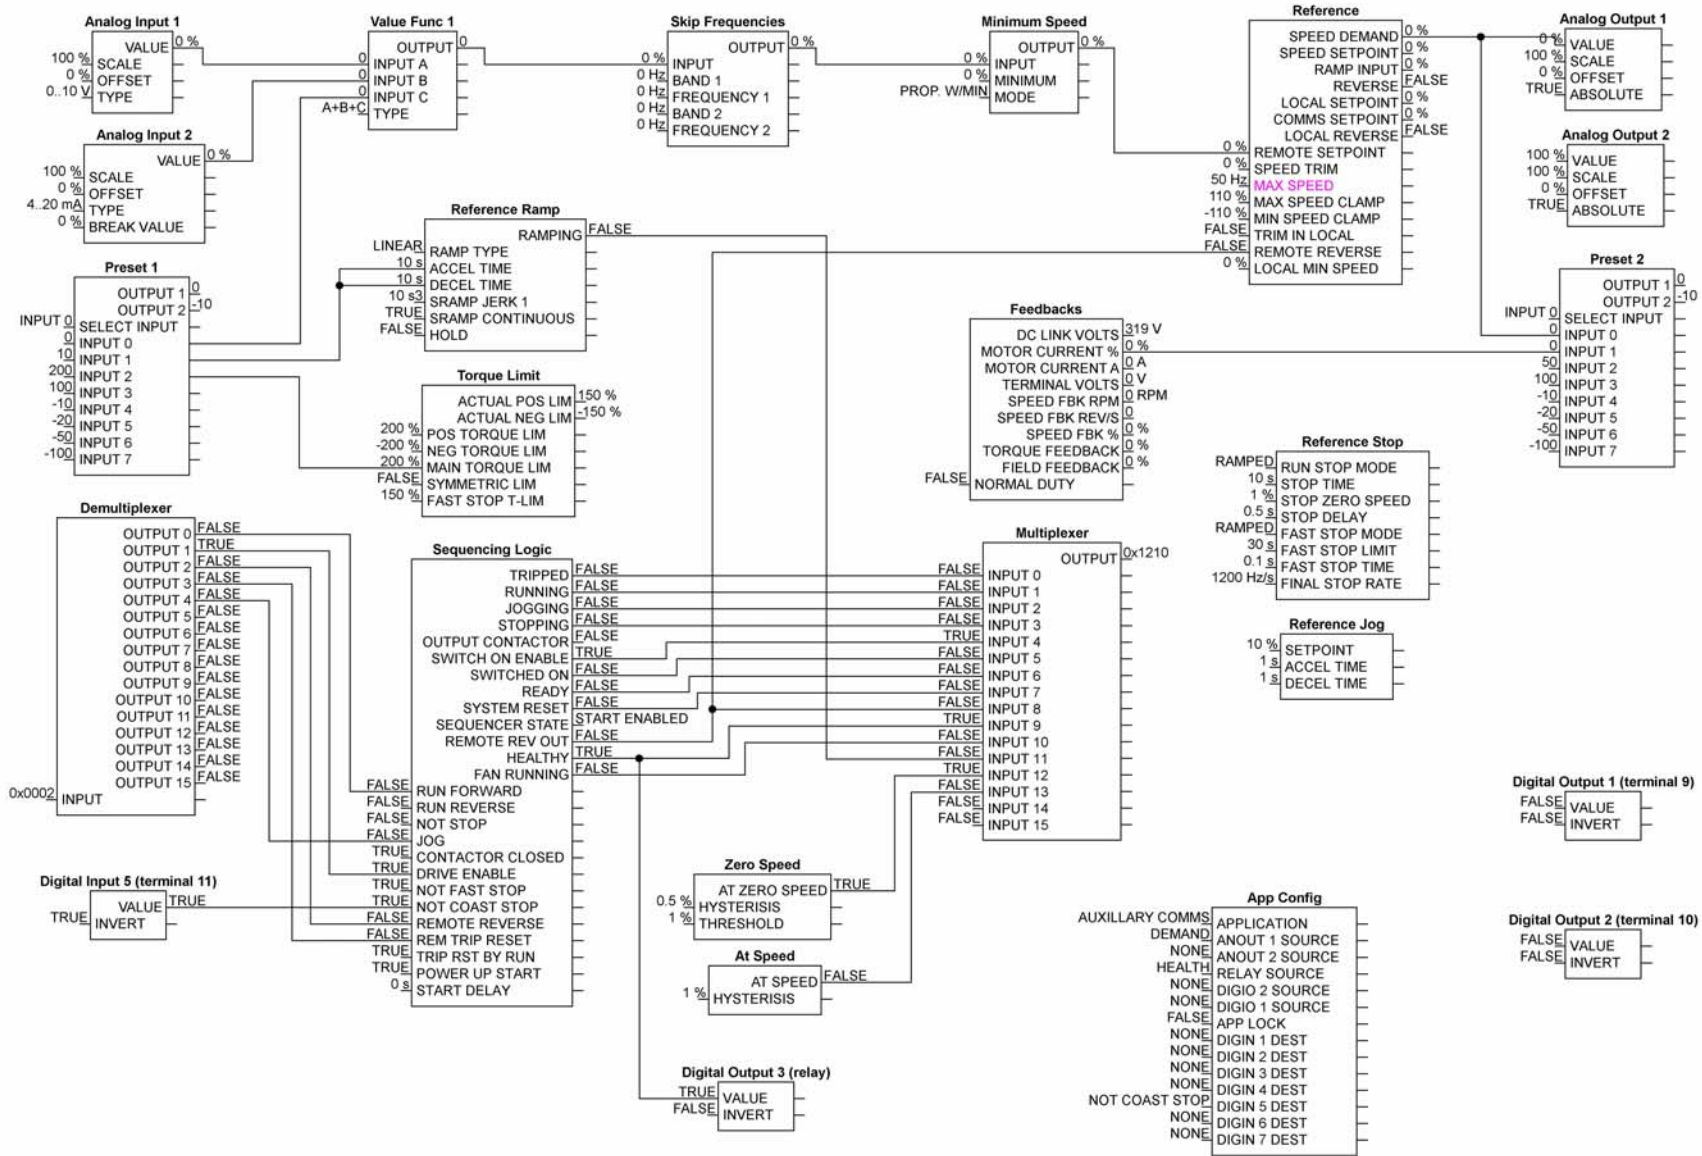 Analog Input 1
VALUE 0 %
100 % SCALE
0 % OFFSET
0..10 V TYPE
Value Func 1
OUTPUT 0
0 INPUT A
0 INPUT B
0 INPUT C
A+B+C TYPE
Skip Frequencies
OUTPUT 0 %
0 % INPUT
0 Hz BAND 1
0 Hz FREQUENCY 1
0 Hz BAND 2
0 Hz FREQUENCY 2
Minimum Speed
OUTPUT 0 %
0 % INPUT
0 % MINIMUM
PROP. W/MIN MODE
Reference
SPEED DEMAND 0 %
SPEED SETPOINT 0 %
RAMP INPUT 0 %
REVERSE FALSE
LOCAL SETPOINT 0 %
COMMS SETPOINT 0 %
LOCAL REVERSE FALSE
0 % REMOTE SETPOINT
0 % SPEED TRIM
50 Hz MAX SPEED
110 % MAX SPEED CLAMP
-110 % MIN SPEED CLAMP
FALSE TRIM IN LOCAL
FALSE REMOTE REVERSE
0 % LOCAL MIN SPEED
Analog Output 1
0 % VALUE
100 % SCALE
0 % OFFSET
TRUE ABSOLUTE
Analog Input 2
VALUE 0 %
100 % SCALE
0 % OFFSET
4..20 mA TYPE
0 % BREAK VALUE
Analog Output 2
100 % VALUE
100 % SCALE
0 % OFFSET
TRUE ABSOLUTE
Reference Ramp
RAMPING FALSE
LINEAR RAMP TYPE
10 s ACCEL TIME
10 s DECEL TIME
10 s3 SRAMP JERK 1
TRUE SRAMP CONTINUOUS
FALSE HOLD
Preset 1
OUTPUT 1 0
OUTPUT 2 -10
INPUT 0 SELECT INPUT
0 INPUT 0
10 INPUT 1
200 INPUT 2
100 INPUT 3
-10 INPUT 4
-20 INPUT 5
-50 INPUT 6
-100 INPUT 7
Preset 2
OUTPUT 1 0
OUTPUT 2 -10
INPUT 0 SELECT INPUT
0 INPUT 0
0 INPUT 1
50 INPUT 2
100 INPUT 3
-10 INPUT 4
-20 INPUT 5
-50 INPUT 6
-100 INPUT 7
Feedbacks
DC LINK VOLTS 319 V
MOTOR CURRENT % 0 %
MOTOR CURRENT A 0 A
TERMINAL VOLTS 0 V
SPEED FBK RPM 0 RPM
SPEED FBK REV/S 0
SPEED FBK % 0 %
TORQUE FEEDBACK 0 %
FIELD FEEDBACK 0 %
FALSE NORMAL DUTY
Torque Limit
ACTUAL POS LIM 150 %
ACTUAL NEG LIM -150 %
200 % POS TORQUE LIM
-200 % NEG TORQUE LIM
200 % MAIN TORQUE LIM
FALSE SYMMETRIC LIM
150 % FAST STOP T-LIM
Reference Stop
RAMPED RUN STOP MODE
10 s STOP TIME
1 % STOP ZERO SPEED
0.5 s STOP DELAY
RAMPED FAST STOP MODE
30 s FAST STOP LIMIT
0.1 s FAST STOP TIME
1200 Hz/s FINAL STOP RATE
Demultiplexer
OUTPUT 0 FALSE
OUTPUT 1 TRUE
OUTPUT 2 FALSE
OUTPUT 3 FALSE
OUTPUT 4 FALSE
OUTPUT 5 FALSE
OUTPUT 6 FALSE
OUTPUT 7 FALSE
OUTPUT 8 FALSE
OUTPUT 9 FALSE
OUTPUT 10 FALSE
OUTPUT 11 FALSE
OUTPUT 12 FALSE
OUTPUT 13 FALSE
OUTPUT 14 FALSE
OUTPUT 15 FALSE
0x0002 INPUT
Sequencing Logic
TRIPPED FALSE
RUNNING FALSE
JOGGING FALSE
STOPPING FALSE
OUTPUT CONTACTOR FALSE
SWITCH ON ENABLE TRUE
SWITCHED ON FALSE
READY FALSE
SYSTEM RESET FALSE
SEQUENCER STATE START ENABLED
REMOTE REV OUT FALSE
HEALTHY TRUE
FAN RUNNING FALSE
FALSE RUN FORWARD
FALSE RUN REVERSE
FALSE NOT STOP
FALSE JOG
TRUE CONTACTOR CLOSED
TRUE DRIVE ENABLE
TRUE NOT FAST STOP
TRUE NOT COAST STOP
FALSE REMOTE REVERSE
FALSE REM TRIP RESET
TRUE TRIP RST BY RUN
TRUE POWER UP START
0 s START DELAY
Multiplexer
OUTPUT 0x1210
FALSE INPUT 0
FALSE INPUT 1
FALSE INPUT 2
FALSE INPUT 3
TRUE INPUT 4
FALSE INPUT 5
FALSE INPUT 6
FALSE INPUT 7
FALSE INPUT 8
TRUE INPUT 9
FALSE INPUT 10
FALSE INPUT 11
TRUE INPUT 12
FALSE INPUT 13
FALSE INPUT 14
FALSE INPUT 15
Reference Jog
10 % SETPOINT
1 s ACCEL TIME
1 s DECEL TIME
Digital Output 1 (terminal 9)
FALSE VALUE
FALSE INVERT
Digital Input 5 (terminal 11)
VALUE TRUE
TRUE INVERT
Zero Speed
AT ZERO SPEED TRUE
0.5 % HYSTERISIS
1 % THRESHOLD
At Speed
AT SPEED FALSE
1 % HYSTERISIS
App Config
AUXILLARY COMMS APPLICATION
DEMAND ANOUT 1 SOURCE
NONE ANOUT 2 SOURCE
HEALTH RELAY SOURCE
NONE DIGIO 2 SOURCE
NONE DIGIO 1 SOURCE
FALSE APP LOCK
NONE DIGIN 1 DEST
NONE DIGIN 2 DEST
NONE DIGIN 3 DEST
NONE DIGIN 4 DEST
NOT COAST STOP DIGIN 5 DEST
NONE DIGIN 6 DEST
NONE DIGIN 7 DEST
Digital Output 2 (terminal 10)
FALSE VALUE
FALSE INVERT
Digital Output 3 (relay)
TRUE VALUE
FALSE INVERT